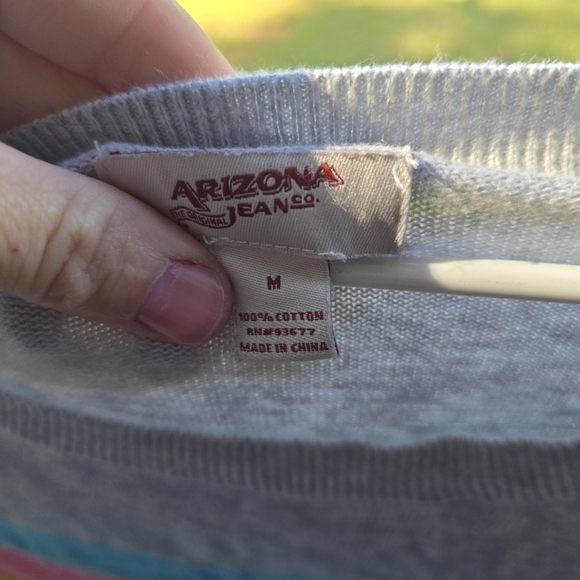 ARIZONA
THE ORIGINAL JEAN CO.
M
100% COTTON
RN#93677
MADE IN CHINA